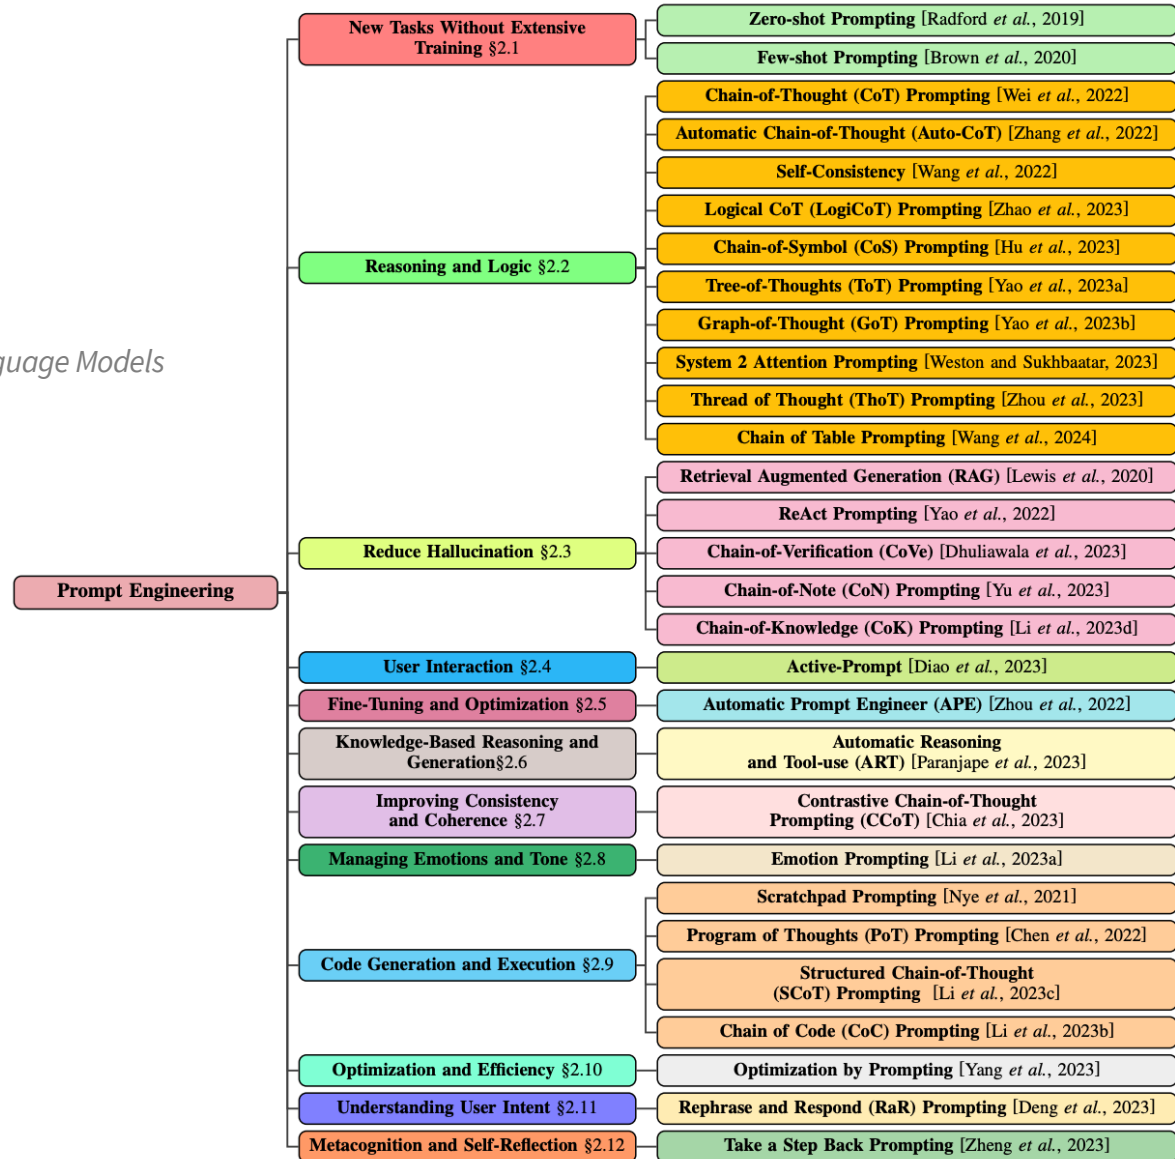 New Tasks Without Extensive
Training §2.1
Zero-shot Prompting [Radford et al., 2019]
Few-shot Prompting [Brown et al., 2020]
Chain-of-Thought (CoT) Prompting [Wei et al., 2022]
Automatic Chain-of-Thought (Auto-CoT) [Zhang et al., 2022]
Self-Consistency [Wang et al., 2022]
Logical CoT (LogiCoT) Prompting [Zhao et al., 2023]
Chain-of-Symbol (CoS) Prompting [Hu et al., 2023]
Reasoning and Logic §2.2
Tree-of-Thoughts (ToT) Prompting [Yao et al., 2023a]
Graph-of-Thought (GoT) Prompting [Yao et al., 2023b]
guage Models
System 2 Attention Prompting [Weston and Sukhbaatar, 2023]
Thread of Thought (ThoT) Prompting [Zhou et al., 2023]
Chain of Table Prompting [Wang et al., 2024]
Retrieval Augmented Generation (RAG) [Lewis et al., 2020]
ReAct Prompting [Yao et al., 2022]
Reduce Hallucination §2.3
Chain-of-Verification (CoVe) [Dhuliawala et al., 2023]
Prompt Engineering
Chain-of-Note (CoN) Prompting [Yu et al., 2023]
Chain-of-Knowledge (CoK) Prompting [Li et al., 2023d]
User Interaction §2.4
Active-Prompt [Diao et al., 2023]
Fine-Tuning and Optimization §2.5
Automatic Prompt Engineer (APE) [Zhou et al., 2022]
Knowledge-Based Reasoning and
Generation§2.6
Automatic Reasoning
and Tool-use (ART) [Paranjape et al., 2023]
Improving Consistency
and Coherence §2.7
Contrastive Chain-of-Thought
Prompting (CCoT) [Chia et al., 2023]
Managing Emotions and Tone §2.8
Emotion Prompting [Li et al., 2023a]
Scratchpad Prompting [Nye et al., 2021]
Program of Thoughts (PoT) Prompting [Chen et al., 2022]
Code Generation and Execution §2.9
Structured Chain-of-Thought
(SCoT) Prompting [Li et al., 2023c]
Chain of Code (CoC) Prompting [Li et al., 2023b]
Optimization and Efficiency §2.10
Optimization by Prompting [Yang et al., 2023]
Understanding User Intent §2.11
Rephrase and Respond (RaR) Prompting [Deng et al., 2023]
Metacognition and Self-Reflection §2.12
Take a Step Back Prompting [Zheng et al., 2023]